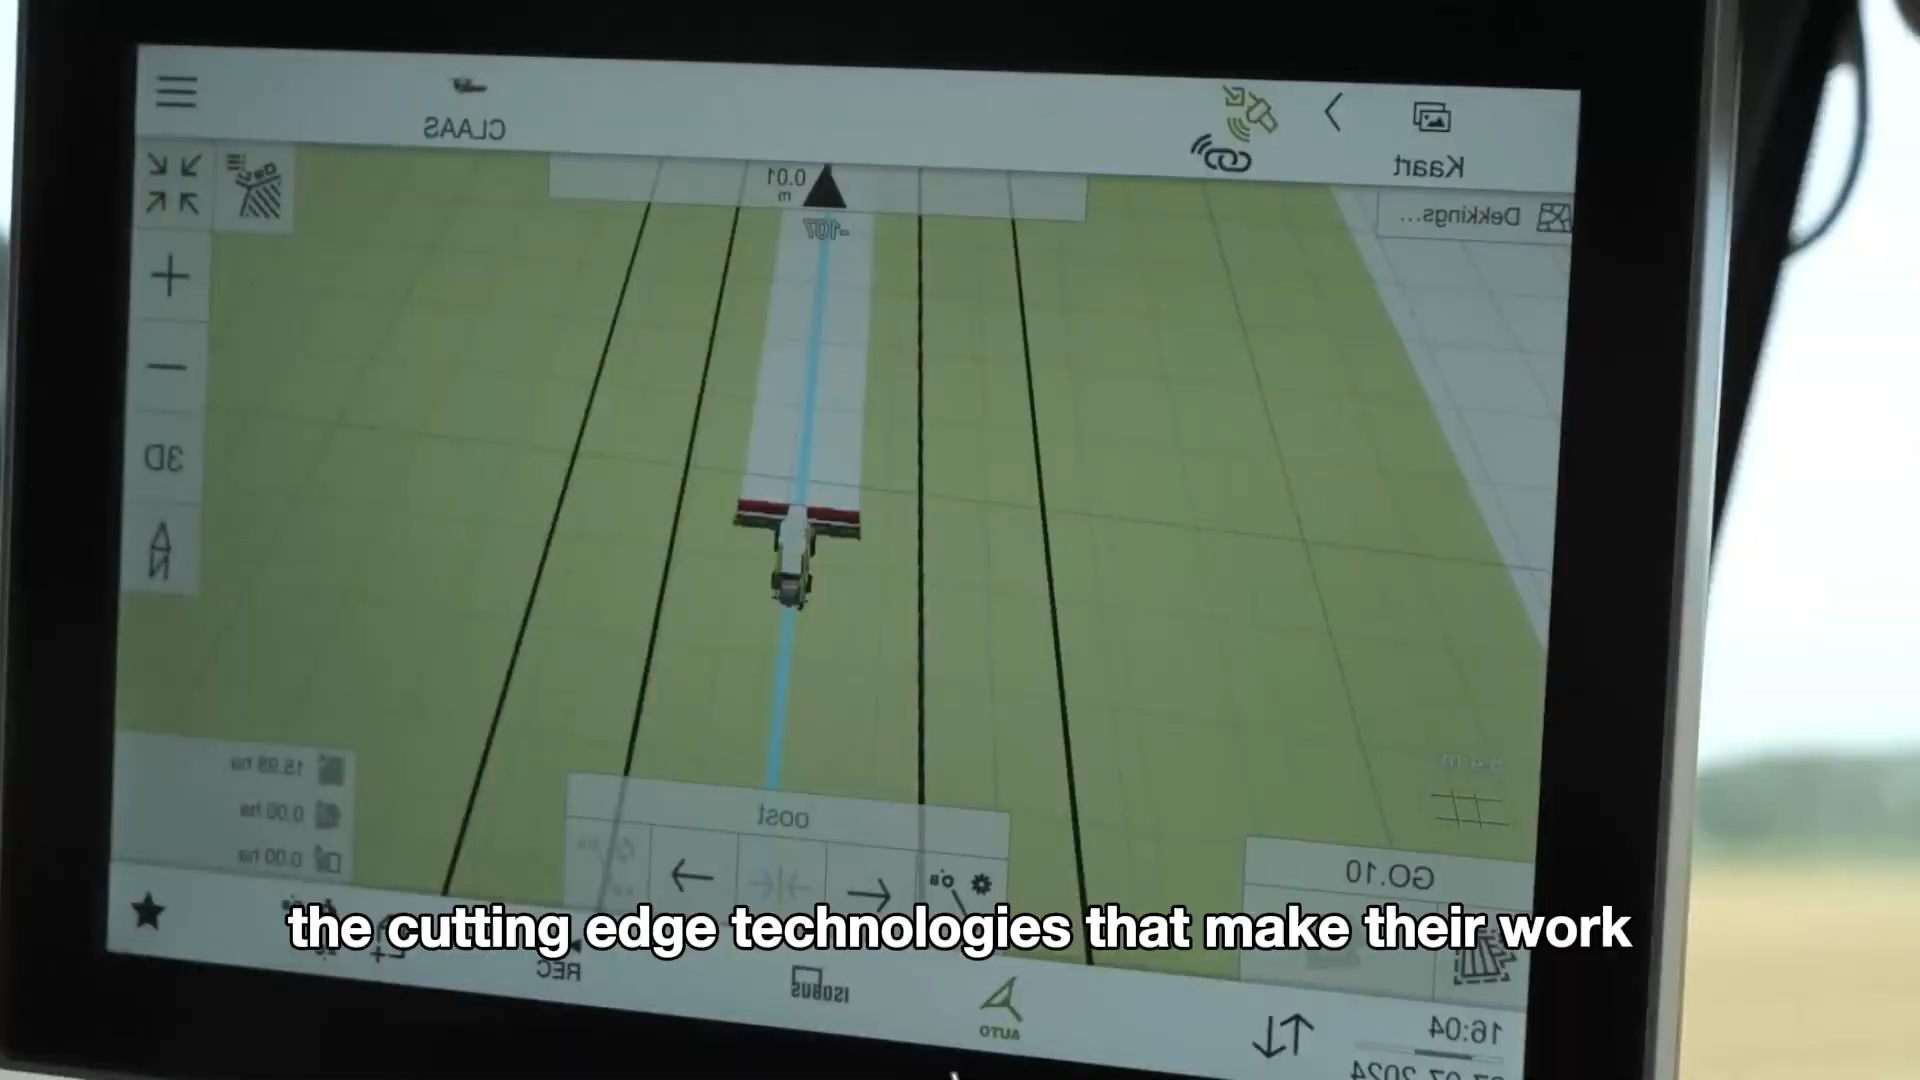 CLAAS
Kaart
Dekkings...
0.01
m
-107
3D
N
15.99 ha
0.00 ha
0.00 ha
oost
GO.10
the cutting edge technologies that make their work
REC
ISOBUS
AUTO
16:04